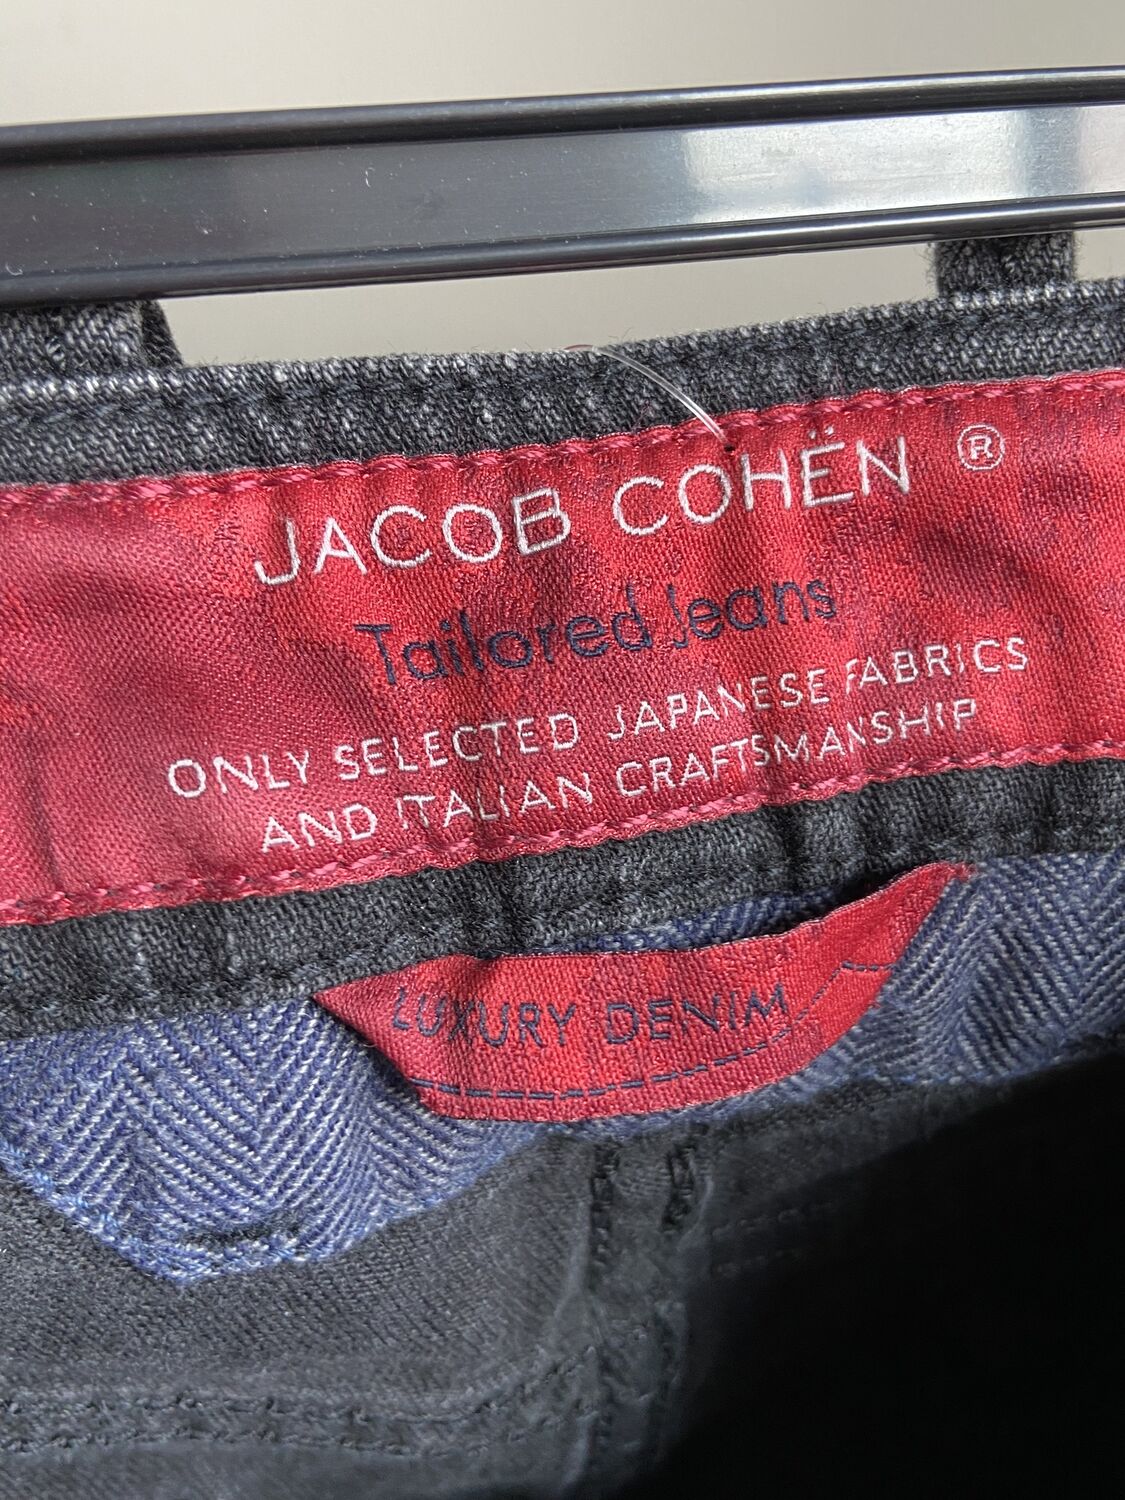 JACOB COHËN ®
Tailored Jeans
ONLY SELECTED JAPANESE FABRICS
AND ITALIAN CRAFTSMANSHIP
LUXURY DENIM